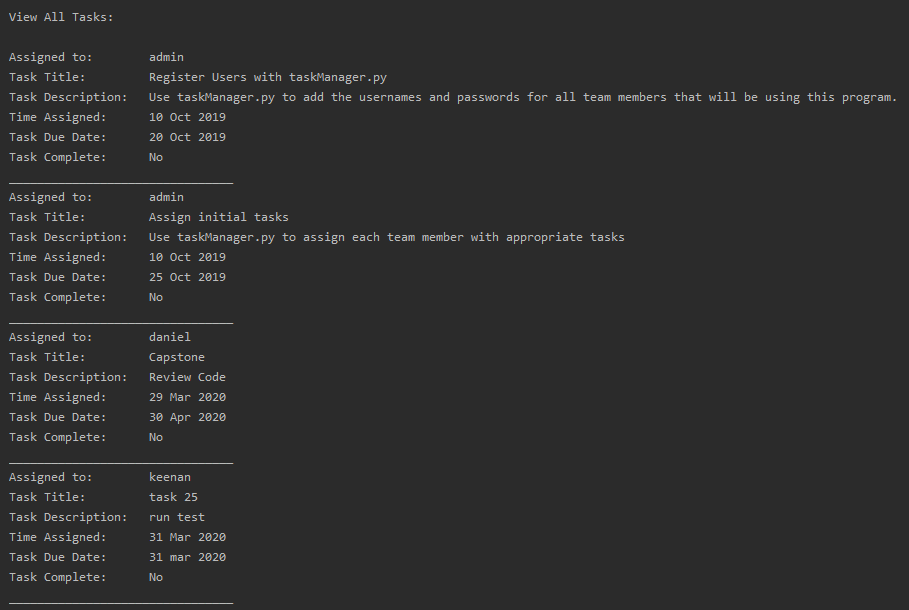 View All Tasks:
Assigned to: admin
Task Title: Register Users with taskManager.py
Task Description: Use taskManager.py to add the usernames and passwords for all team members that will be using this program.
Time Assigned: 10 Oct 2019
Task Due Date: 20 Oct 2019
Task Complete: No
Assigned to: admin
Task Title: Assign initial tasks
Task Description: Use taskManager.py to assign each team member with appropriate tasks
Time Assigned: 10 Oct 2019
Task Due Date: 25 Oct 2019
Task Complete: No
Assigned to: daniel
Task Title: Capstone
Task Description: Review Code
Time Assigned: 29 Mar 2020
Task Due Date: 30 Apr 2020
Task Complete: No
Assigned to: keenan
Task Title: task 25
Task Description: run test
Time Assigned: 31 Mar 2020
Task Due Date: 31 mar 2020
Task Complete: No